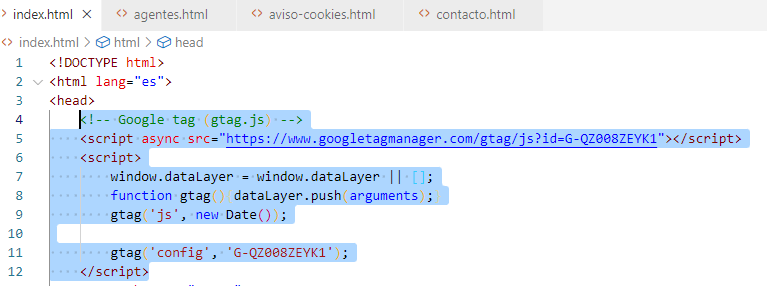 index.html × agentes.html aviso-cookies.html contacto.html
index.html > html > head
1 <!DOCTYPE html>
2 <html lang="es">
3 <head>
4 <!-- Google tag (gtag.js) -->
5 <script async src="https://www.googletagmanager.com/gtag/js?id=G-QZ008ZEYK1"></script>
6 <script>
7 window.dataLayer = window.dataLayer || [];
8 function gtag(){dataLayer.push(arguments);}
9 gtag('js', new Date());
10
11 gtag('config', 'G-QZ008ZEYK1');
12 </script>